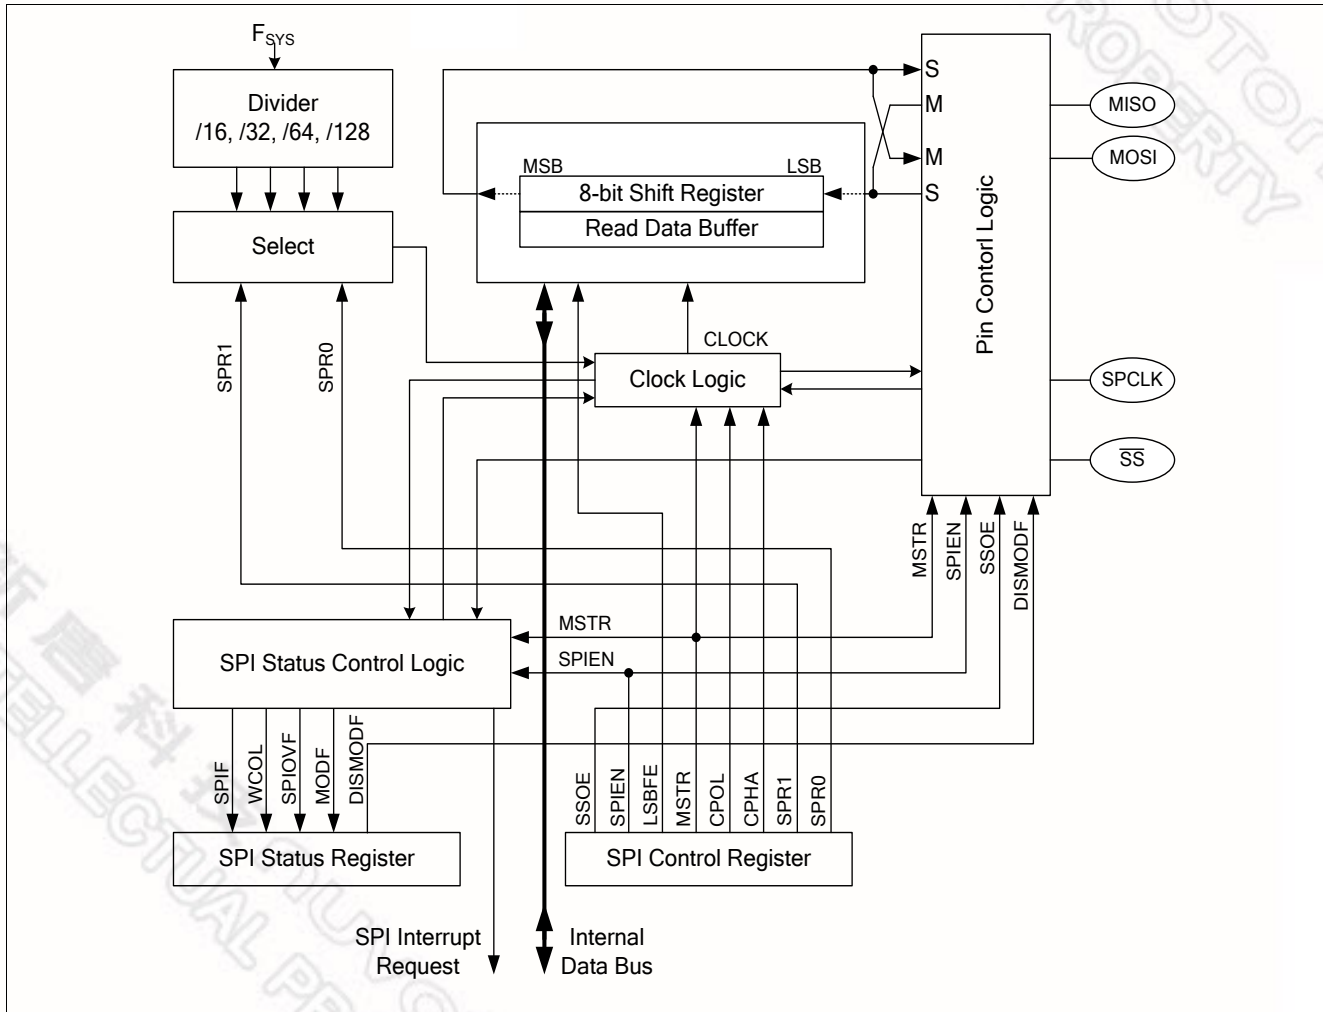 FSYS
Divider
/16, /32, /64, /128
Select
MSB
LSB
8-bit Shift Register
Read Data Buffer
S
M
M
S
Pin Contorl Logic
MISO
MOSI
SPCLK
SS
SPR1
SPR0
CLOCK
Clock Logic
MSTR
SPIEN
SSOE
DISMODF
SPI Status Control Logic
MSTR
SPIEN
SPIF
WCOL
SPIOVF
MODF
DISMODF
SSOE
SPIEN
LSBFE
MSTR
CPOL
CPHA
SPR1
SPR0
SPI Status Register
SPI Control Register
SPI Interrupt
Request
Internal
Data Bus